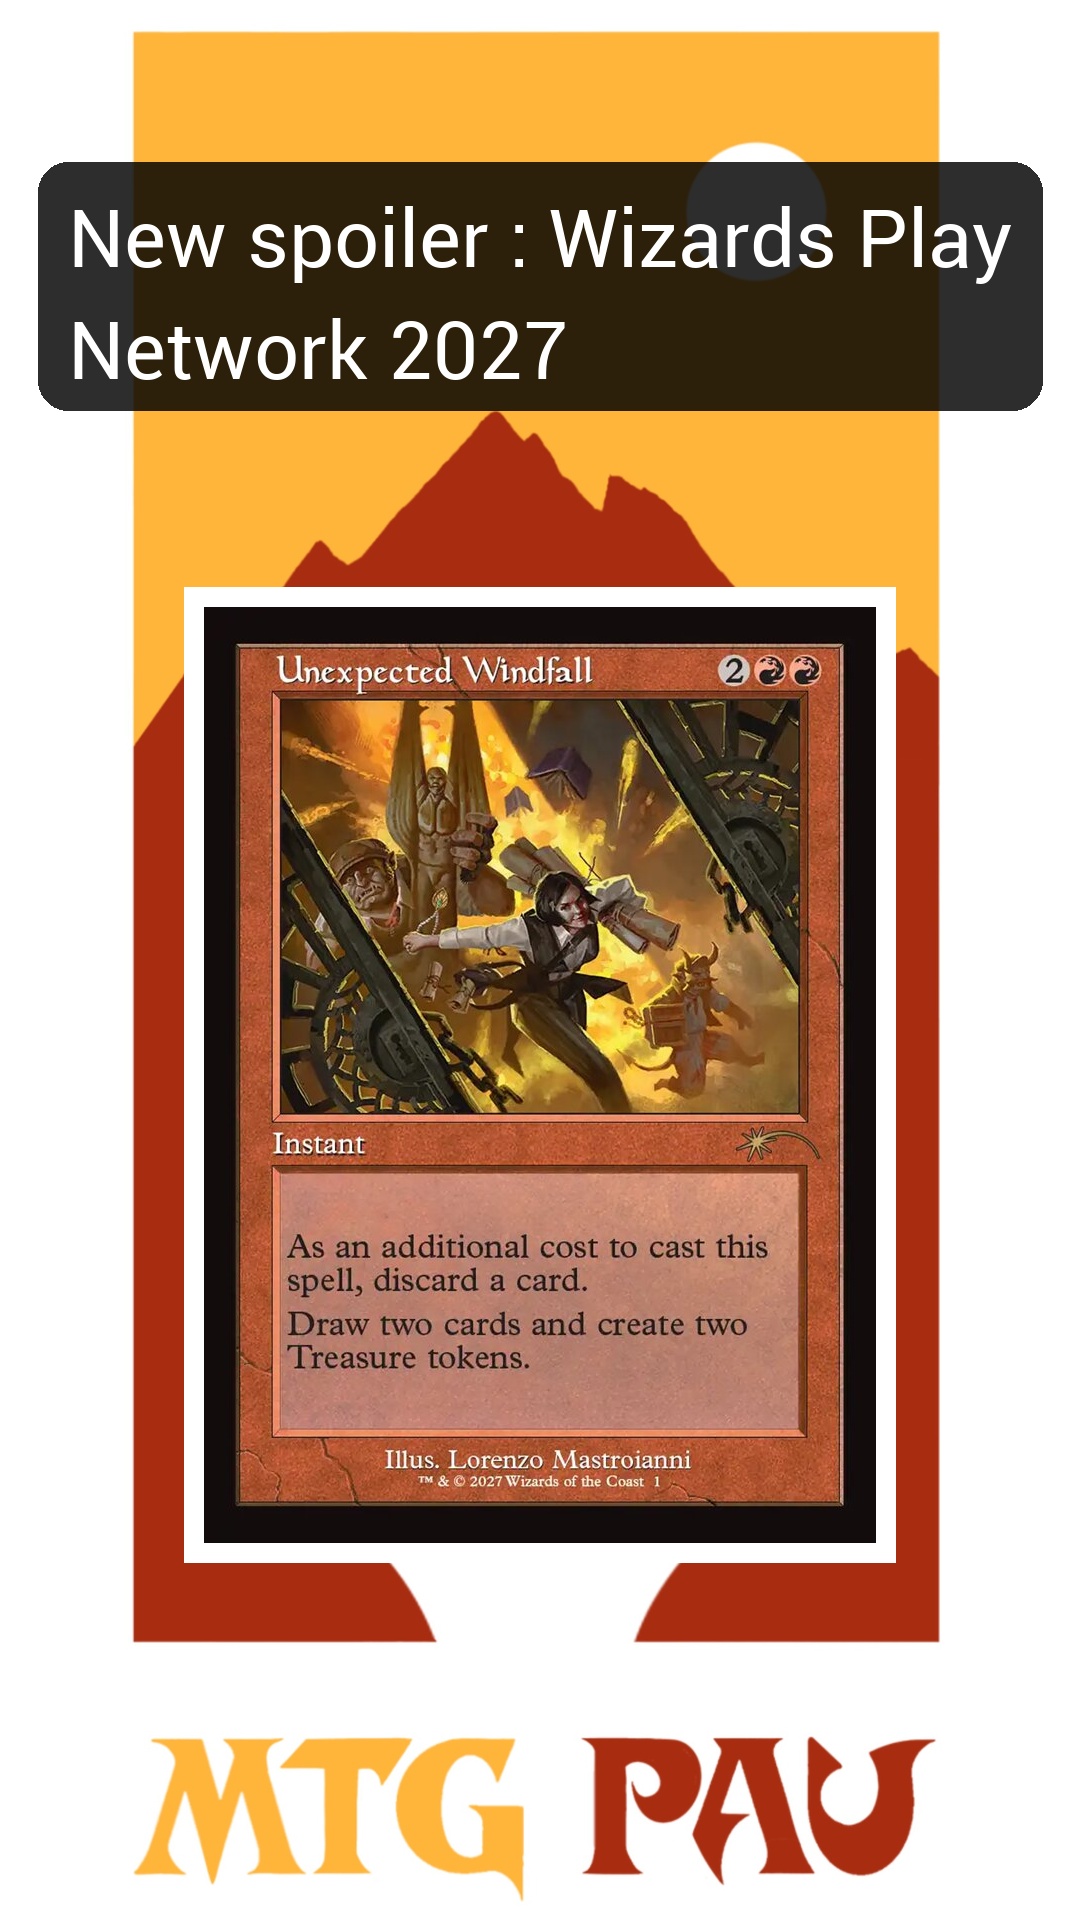 New spoiler : Wizards Play
Network 2027
Unexpected Windfall 2
Instant
As an additional cost to cast this
spell, discard a card.
Draw two cards and create two
Treasure tokens.
Illus. Lorenzo Mastroianni
™ & © 2027 Wizards of the Coast 1
MTG PAU